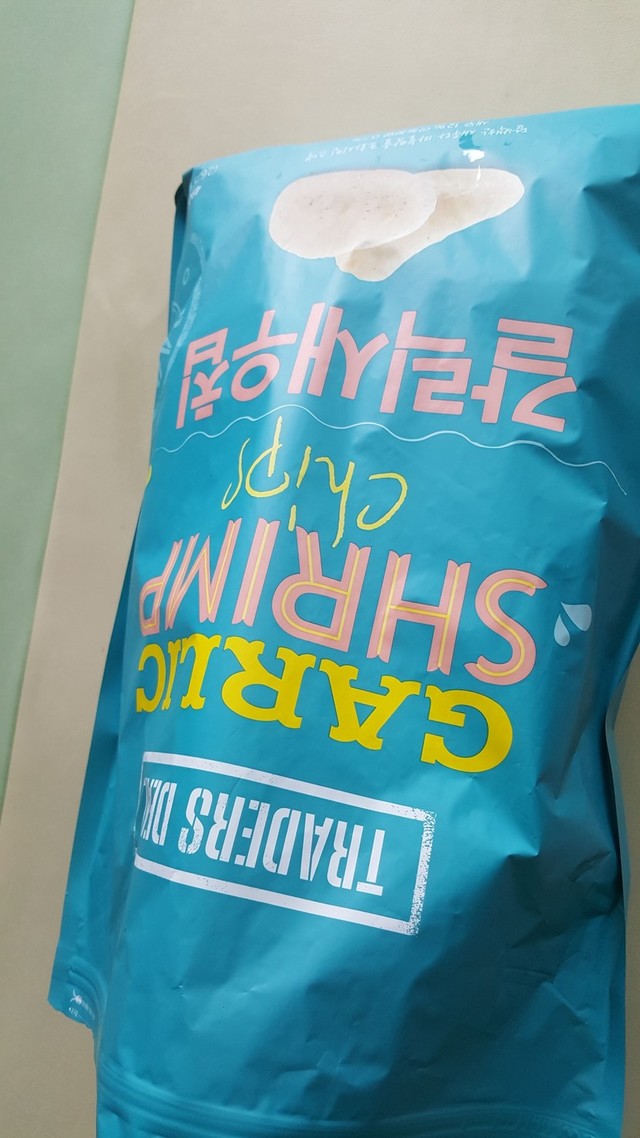 TRADERS
GARLIC
SHRIMP
chips
갈릭새우칩